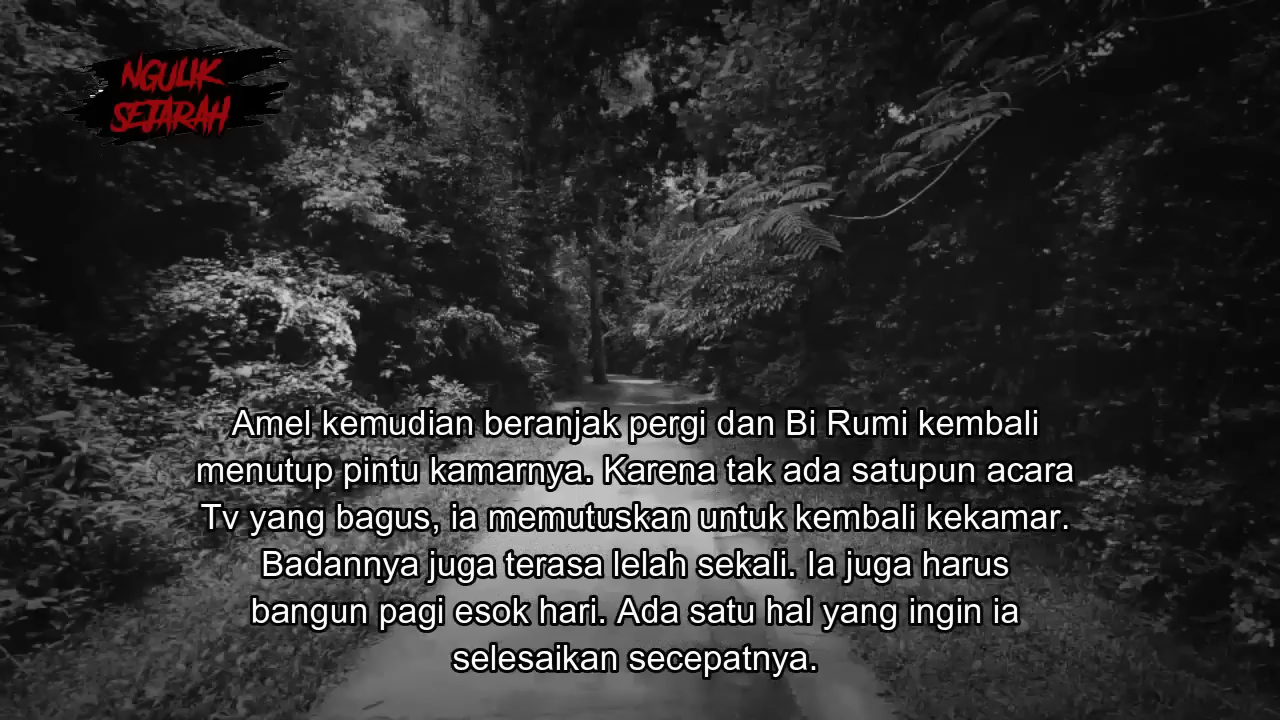 NGULIK
SEJARAH
Amel kemudian beranjak pergi dan Bi Rumi kembali
menutup pintu kamarnya. Karena tak ada satupun acara
Tv yang bagus, ia memutuskan untuk kembali kekamar.
Badannya juga terasa lelah sekali. Ia juga harus
bangun pagi esok hari. Ada satu hal yang ingin ia
selesaikan secepatnya.